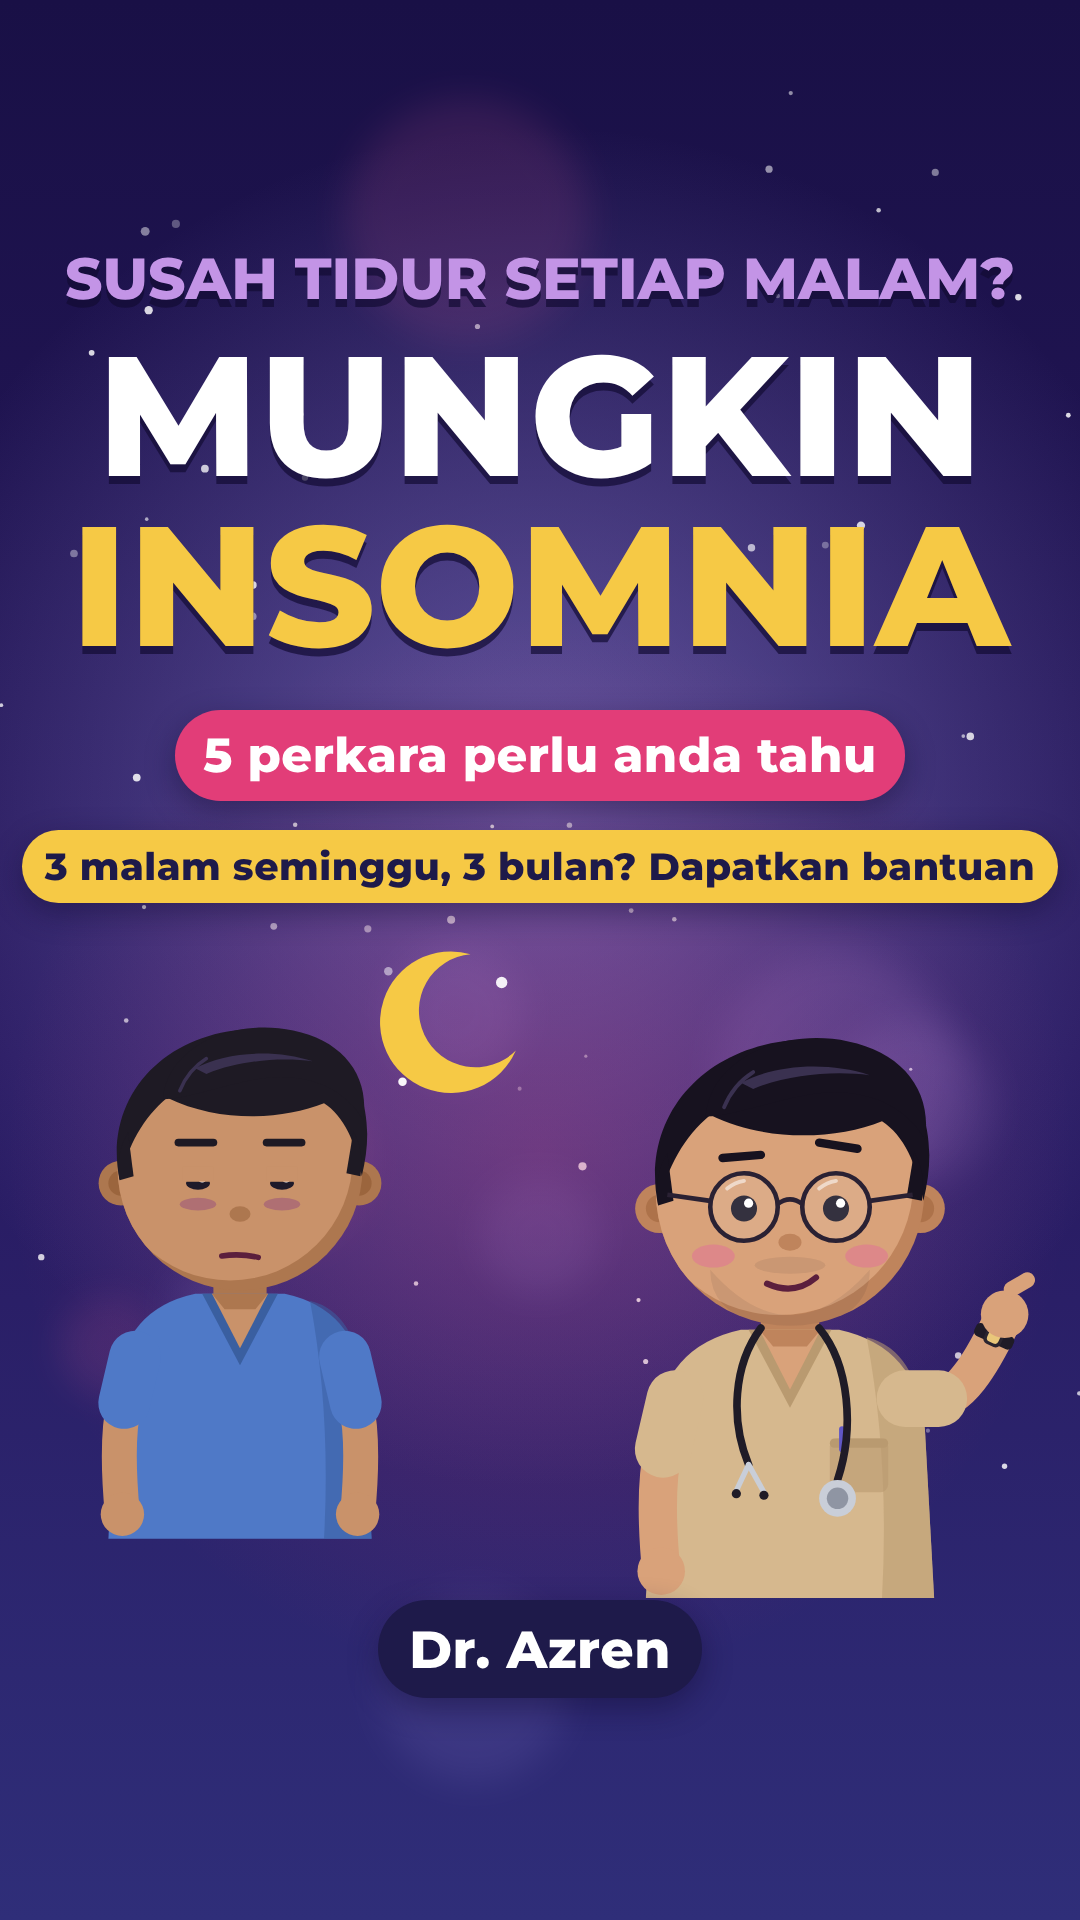 SUSAH TIDUR SETIAP MALAM?
MUNGKIN
INSOMNIA
5 perkara perlu anda tahu
3 malam seminggu, 3 bulan? Dapatkan bantuan
Dr. Azren